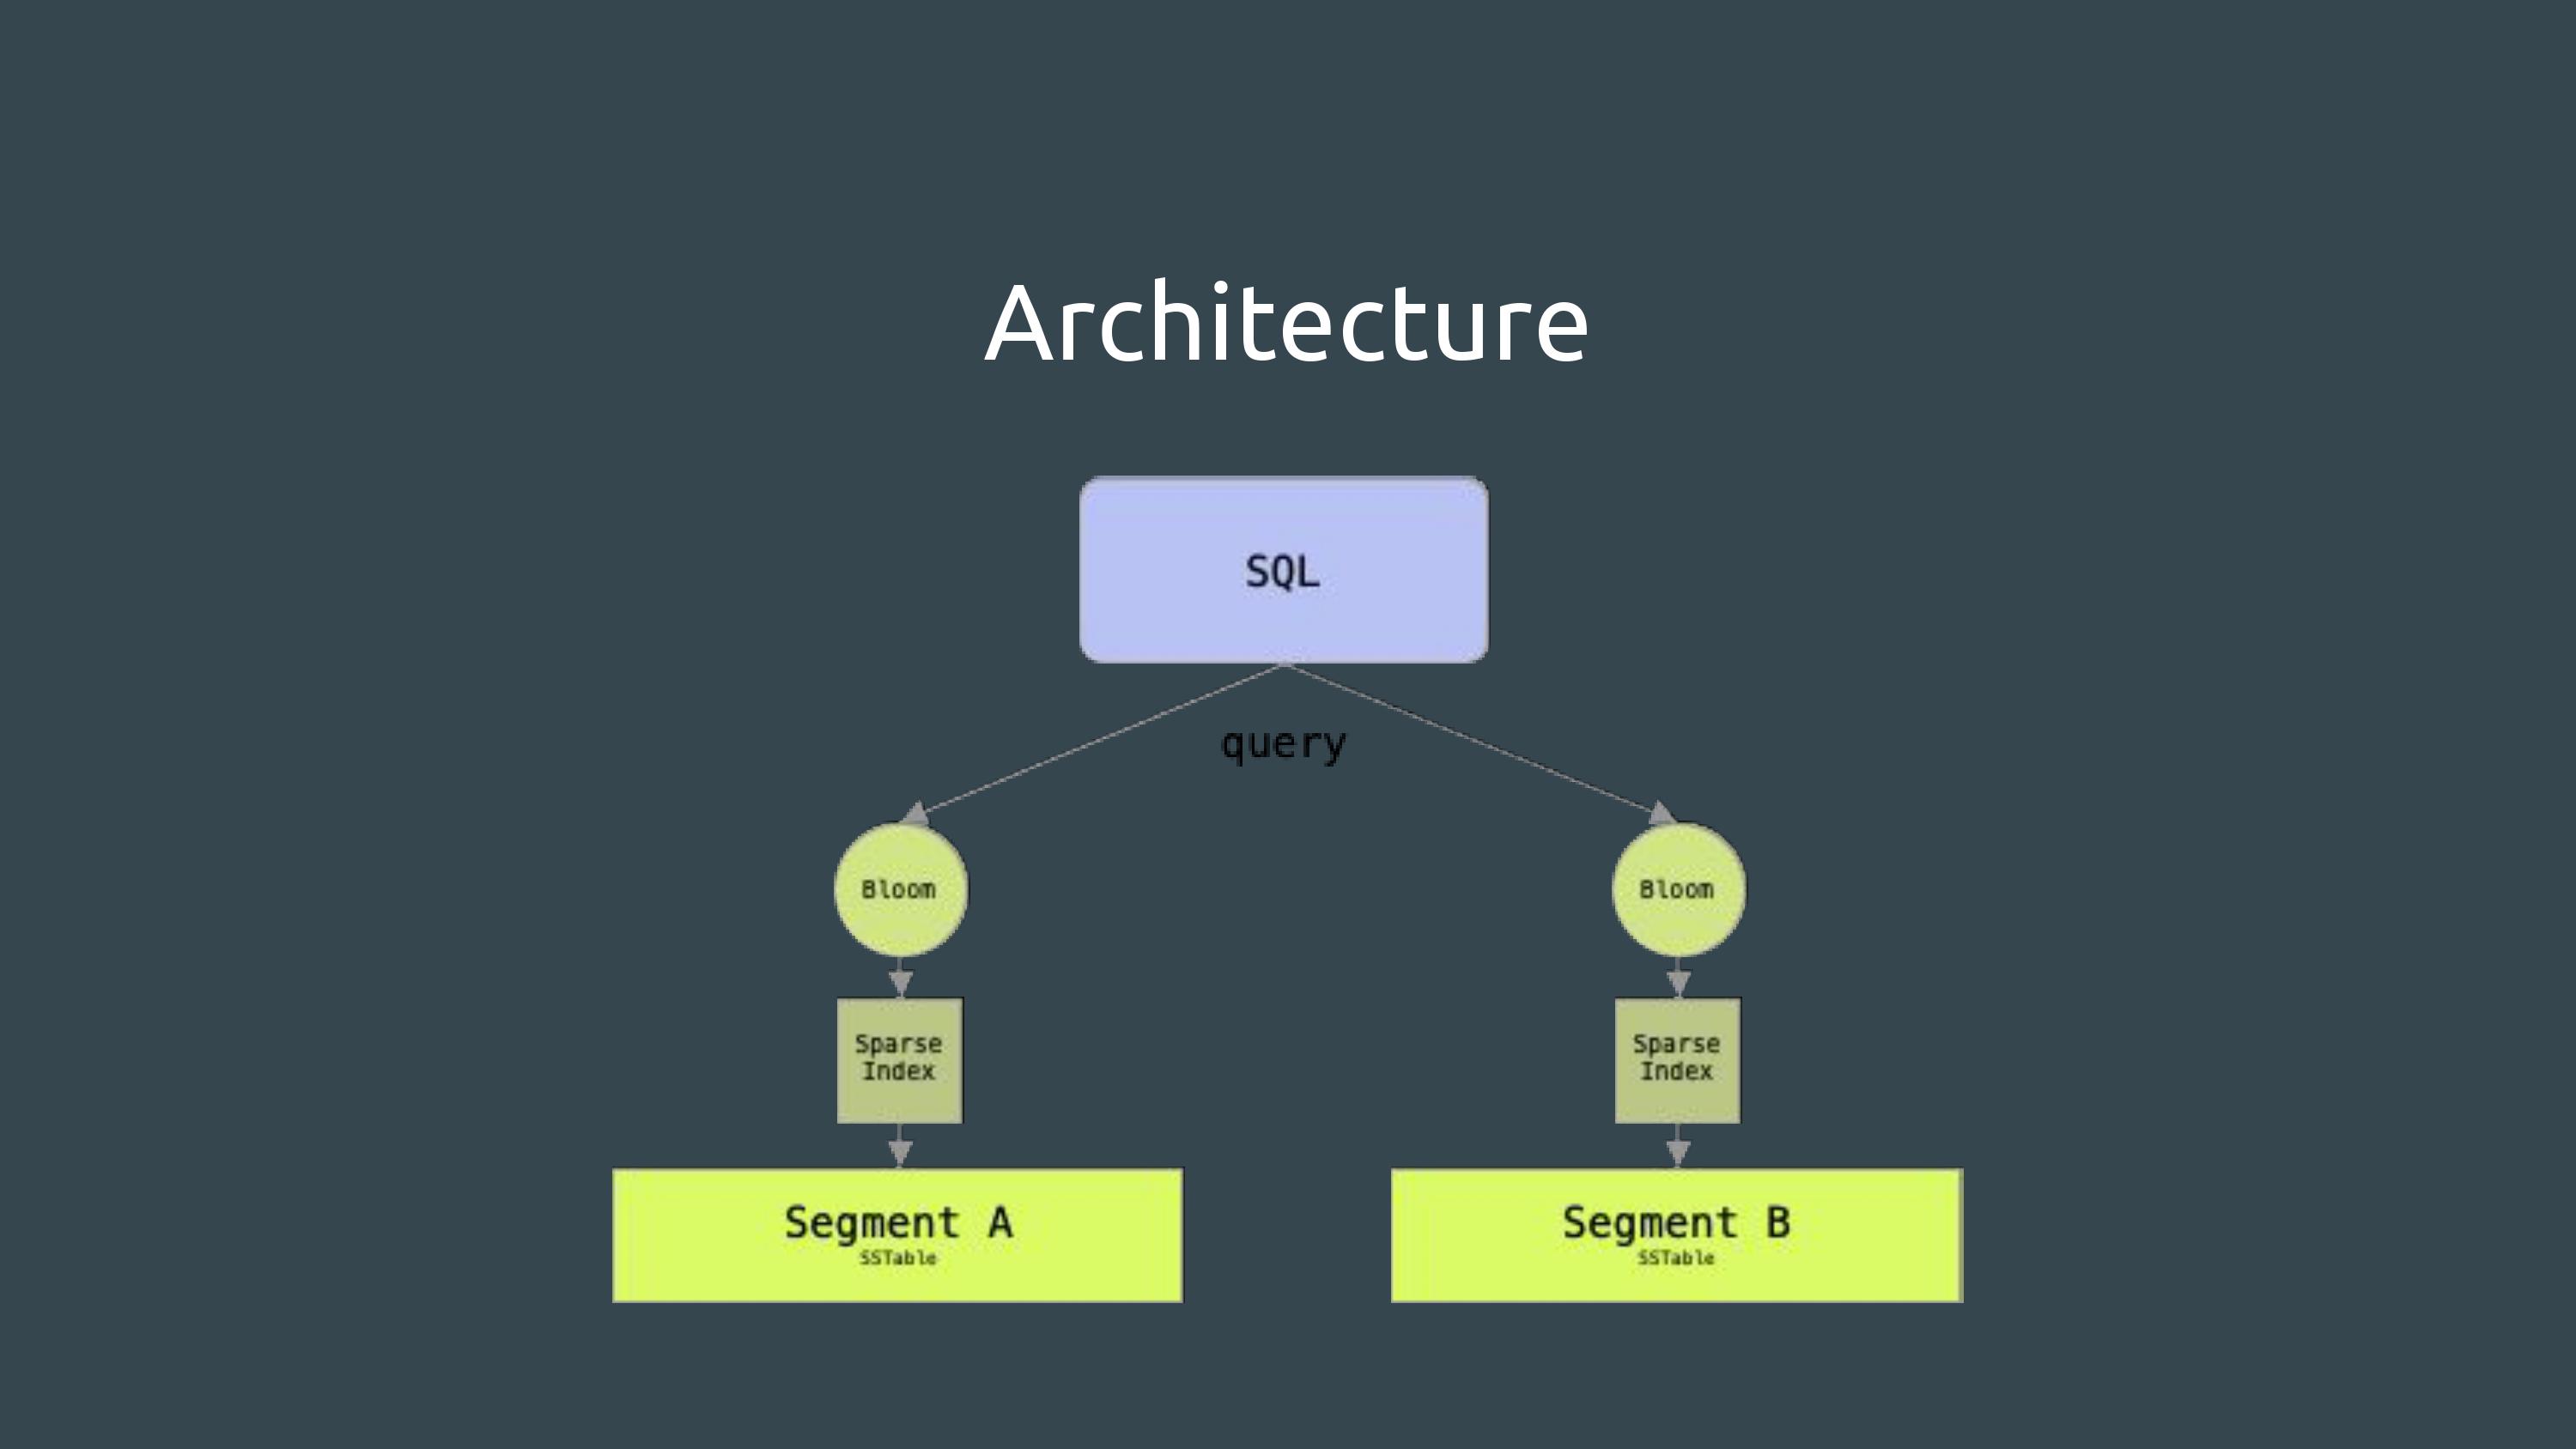 Architecture
SQL
query
Bloom
Bloom
Sparse
Index
Sparse
Index
Segment A
SSTable
Segment B
SSTable